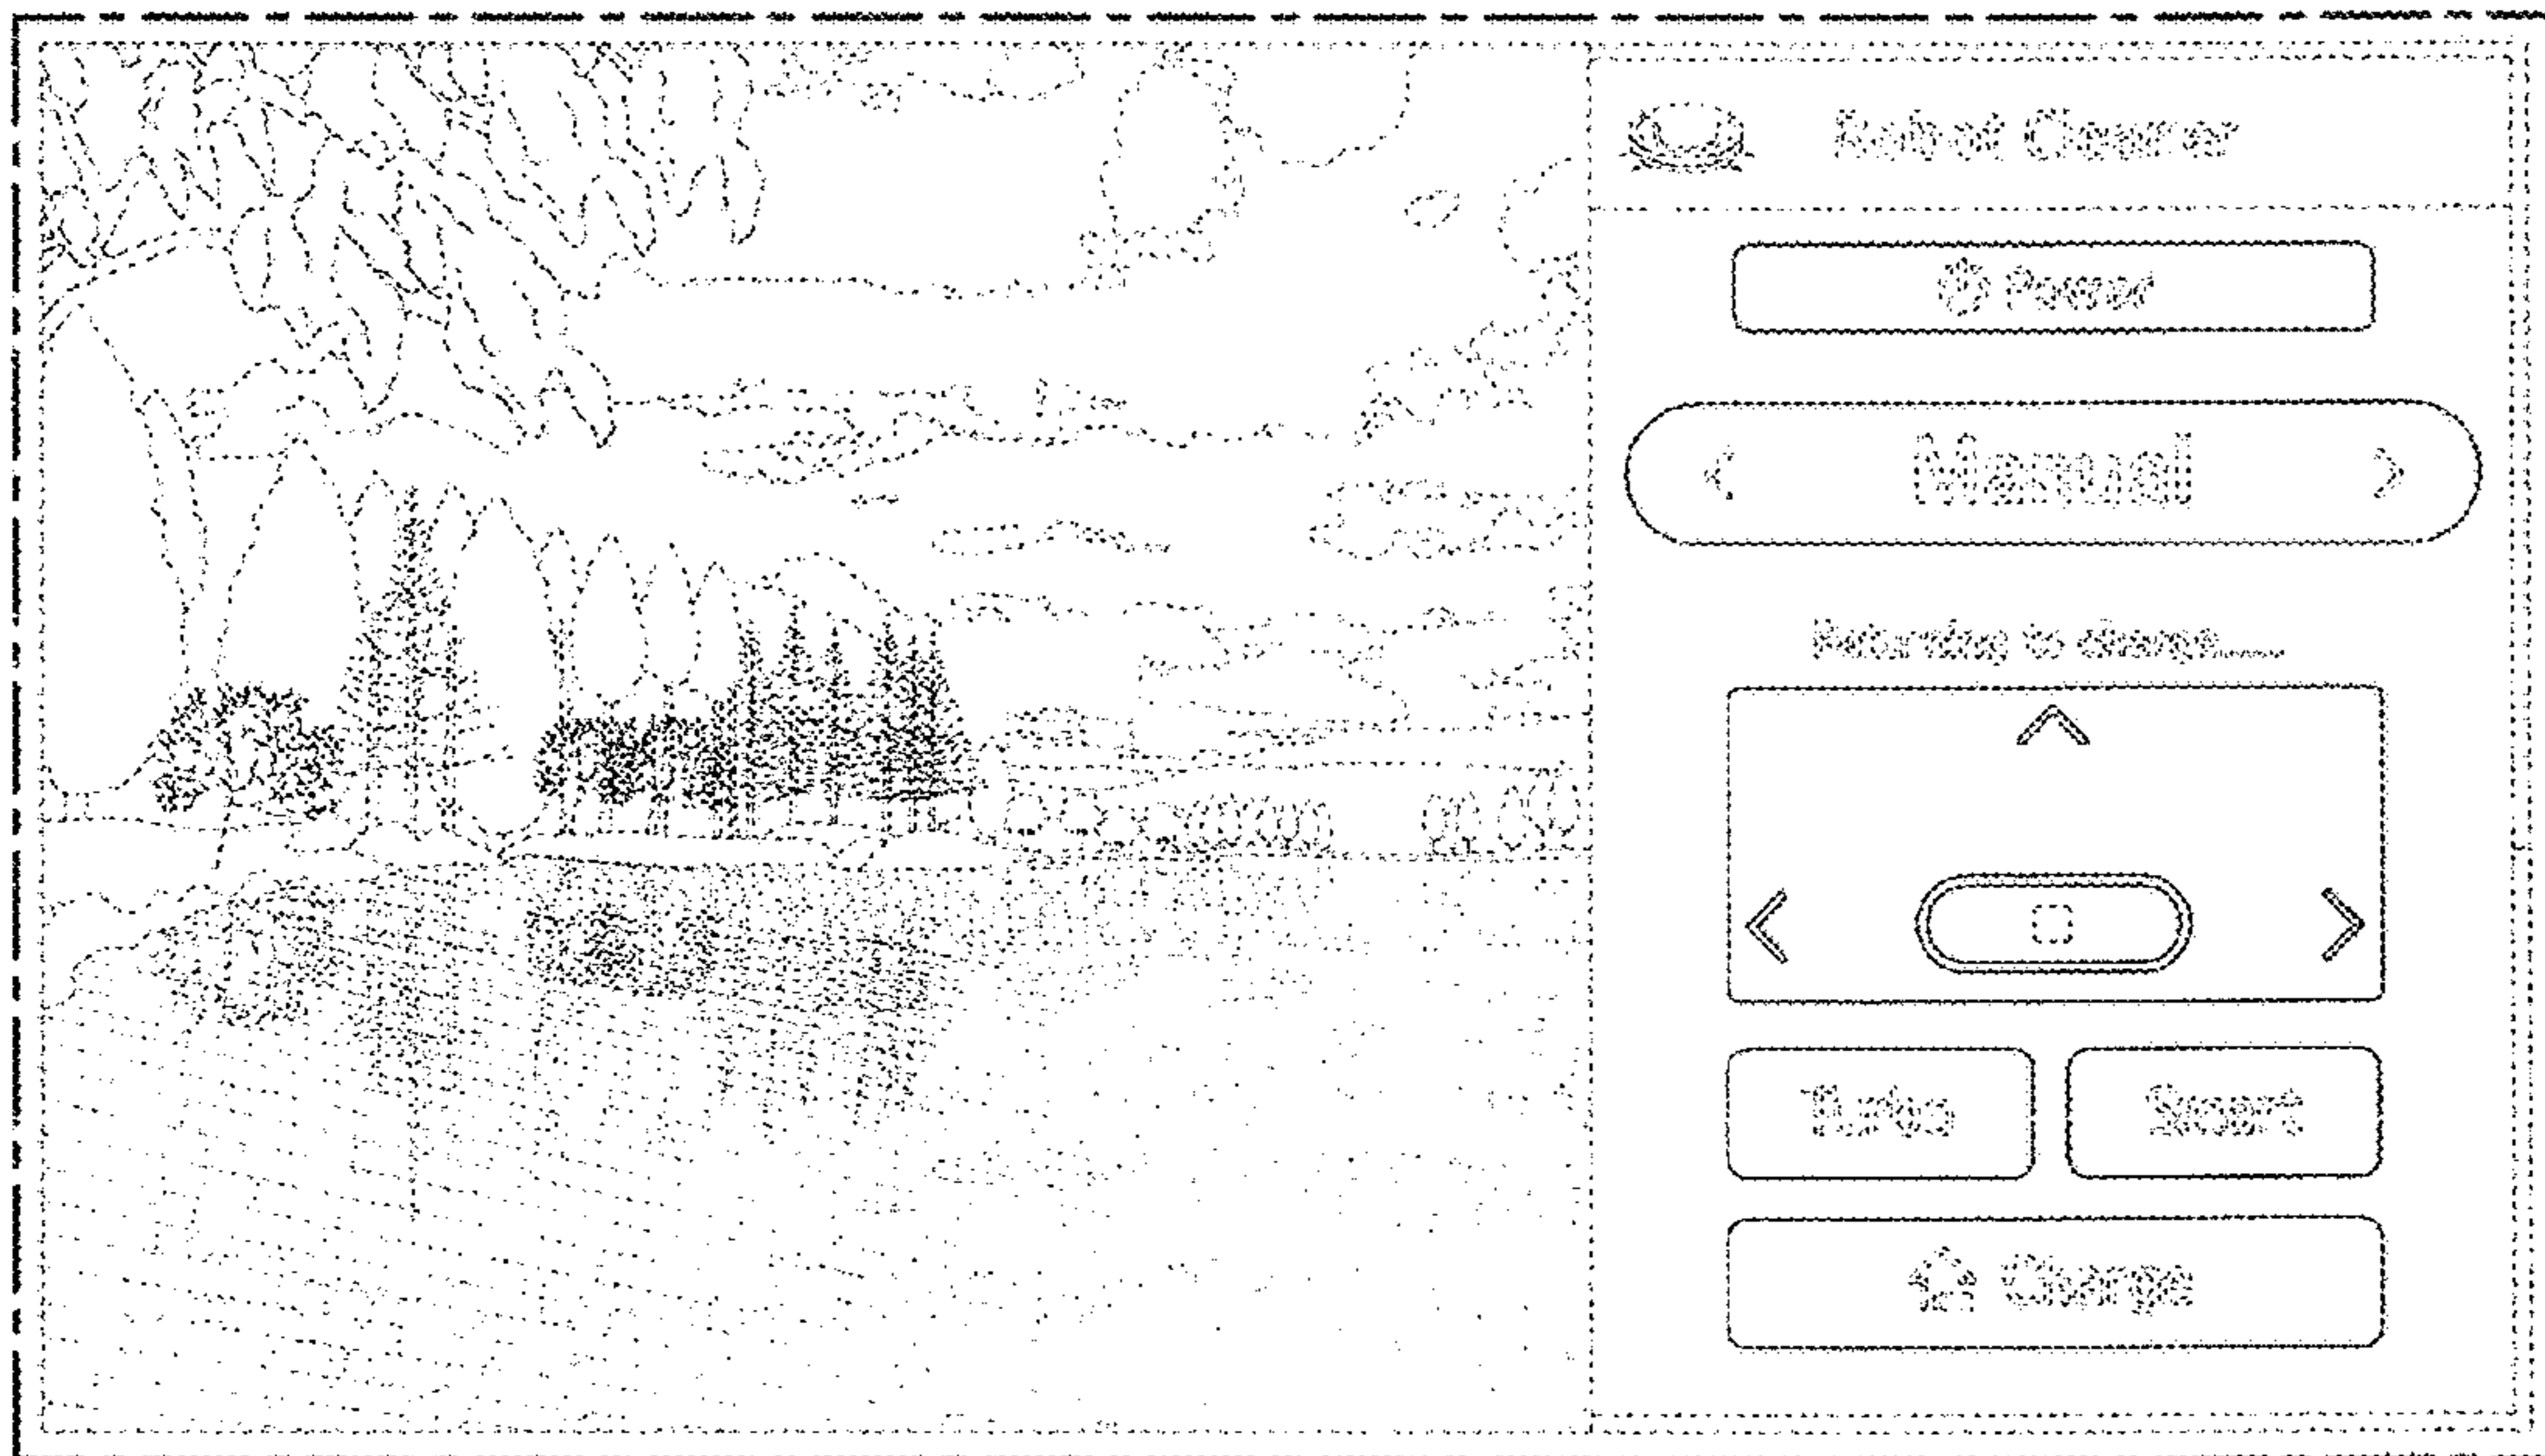 Robot Cleaner
Power
Manual
Returning to charge......
Turbo
Smart
Charge